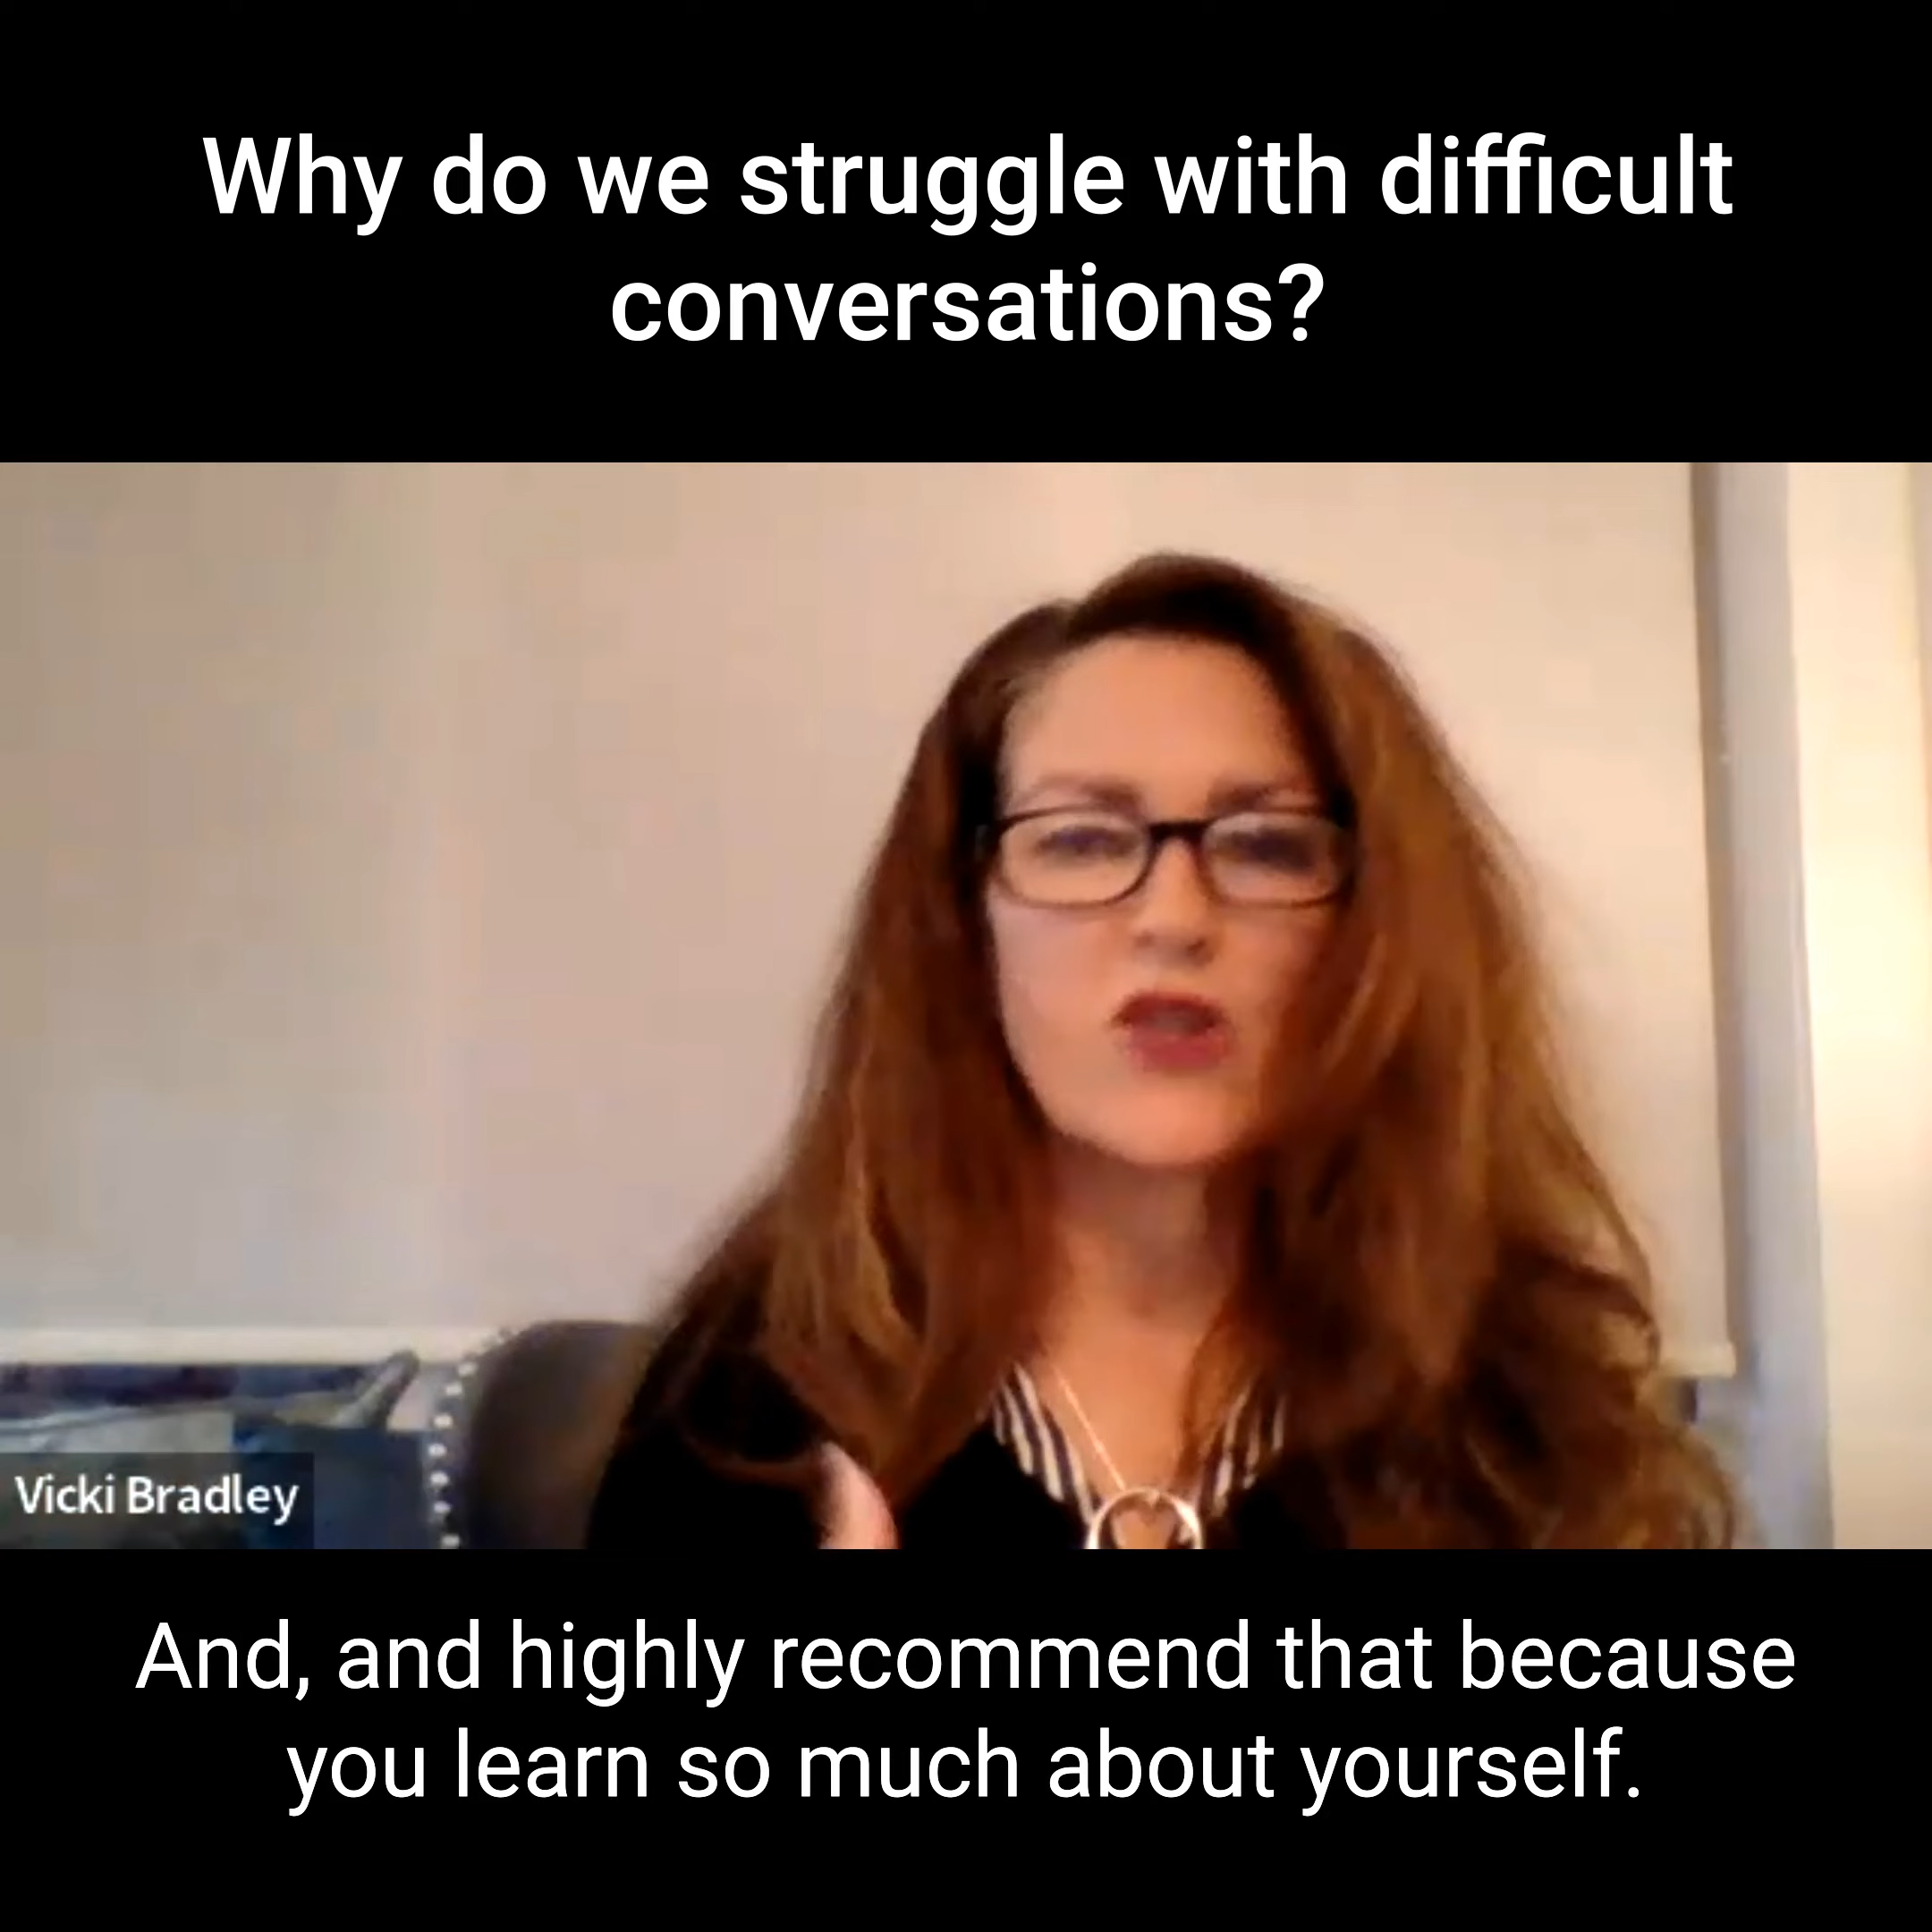 Why do we struggle with difficult
conversations?
Vicki Bradley
And, and highly recommend that because
you learn so much about yourself.